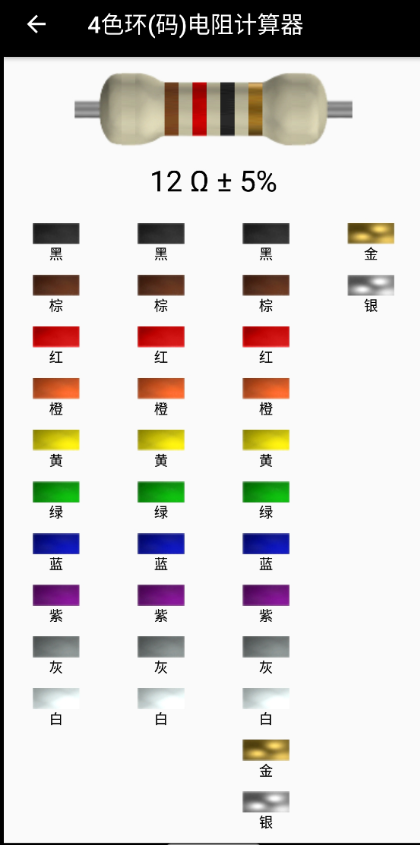 4色环(码)电阻计算器
12 Ω ± 5%
黑 黑 黑 金
棕 棕 棕 银
红 红 红
橙 橙 橙
黄 黄 黄
绿 绿 绿
蓝 蓝 蓝
紫 紫 紫
灰 灰 灰
白 白 白
金
银